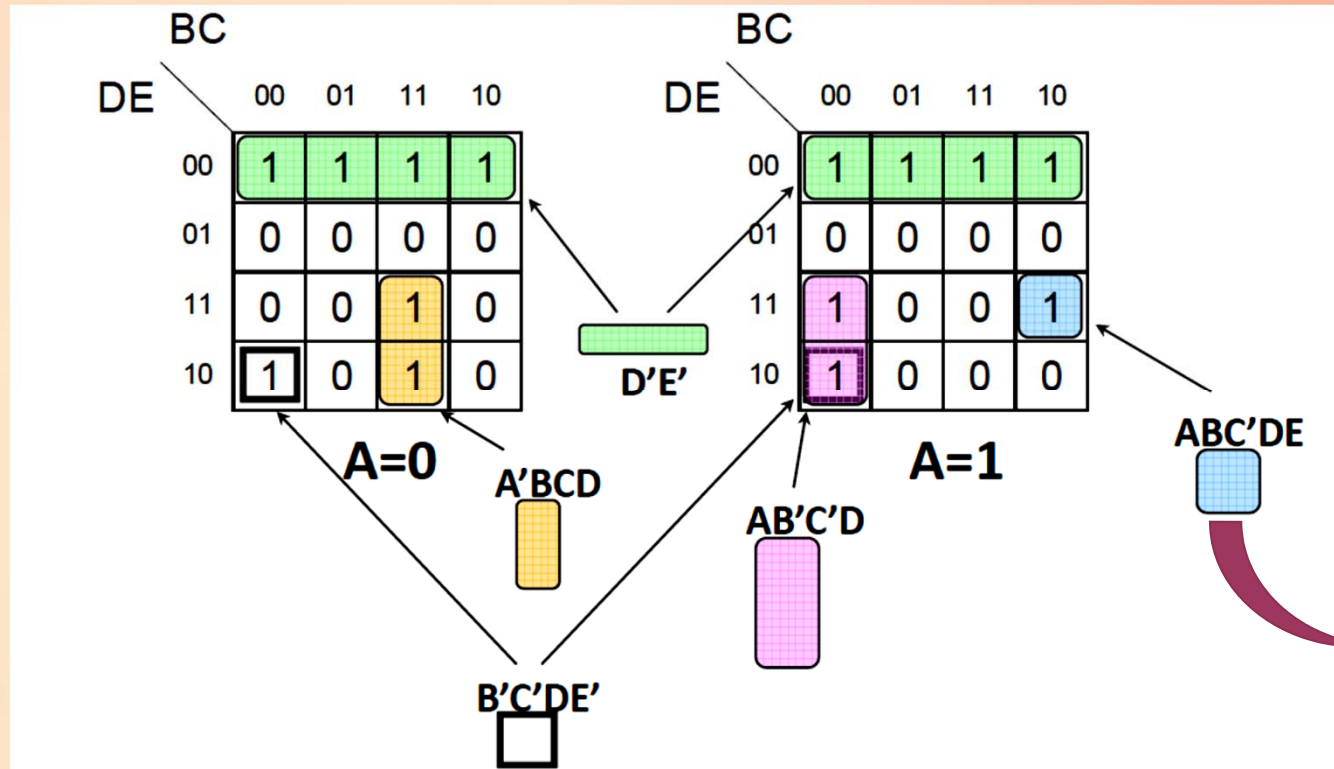 BC BC
DE 00 01 11 10 DE 00 01 11 10
00 1 1 1 1 00 1 1 1 1
01 0 0 0 0 01 0 0 0 0
11 0 0 1 0 11 1 0 0 1
10 1 0 1 0 10 1 0 0 0
D'E'
A=0 A=1
ABC'DE
A'BCD
AB'C'D
B'C'DE'